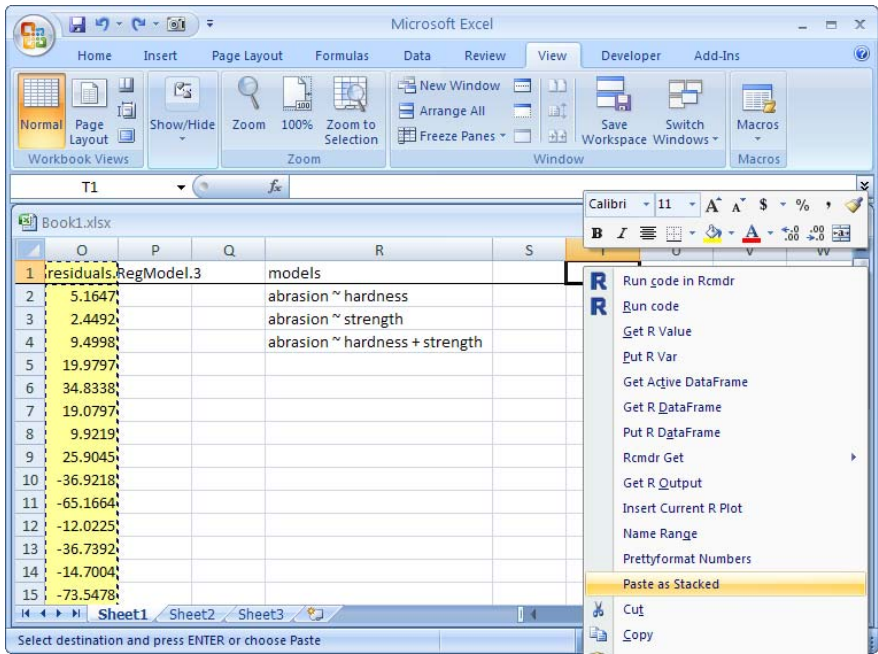 Microsoft Excel
Home Insert Page Layout Formulas Data Review View Developer Add-Ins
Normal Page Layout Show/Hide Zoom 100% Zoom to Selection New Window Arrange All Freeze Panes Save Workspace Switch Windows Macros
Workbook Views Zoom Window Macros
T1 fx
Calibri 11 A A $ % ,
B I A .00 .00
Book1.xlsx
O P Q R S T U V W
1 residuals.RegModel.3 models
2 5.1647 abrasion ~ hardness
3 2.4492 abrasion ~ strength
4 9.4998 abrasion ~ hardness + strength
5 19.9797
6 34.8338
7 19.0797
8 9.9219
9 25.9045
10 -36.9218
11 -65.1664
12 -12.0225
13 -36.7392
14 -14.7004
15 -73.5478
R Run code in Rcmdr
R Run code
Get R Value
Put R Var
Get Active DataFrame
Get R DataFrame
Put R DataFrame
Rcmdr Get
Get R Output
Insert Current R Plot
Name Range
Prettyformat Numbers
Paste as Stacked
Cut
Copy
Sheet1 Sheet2 Sheet3
Select destination and press ENTER or choose Paste